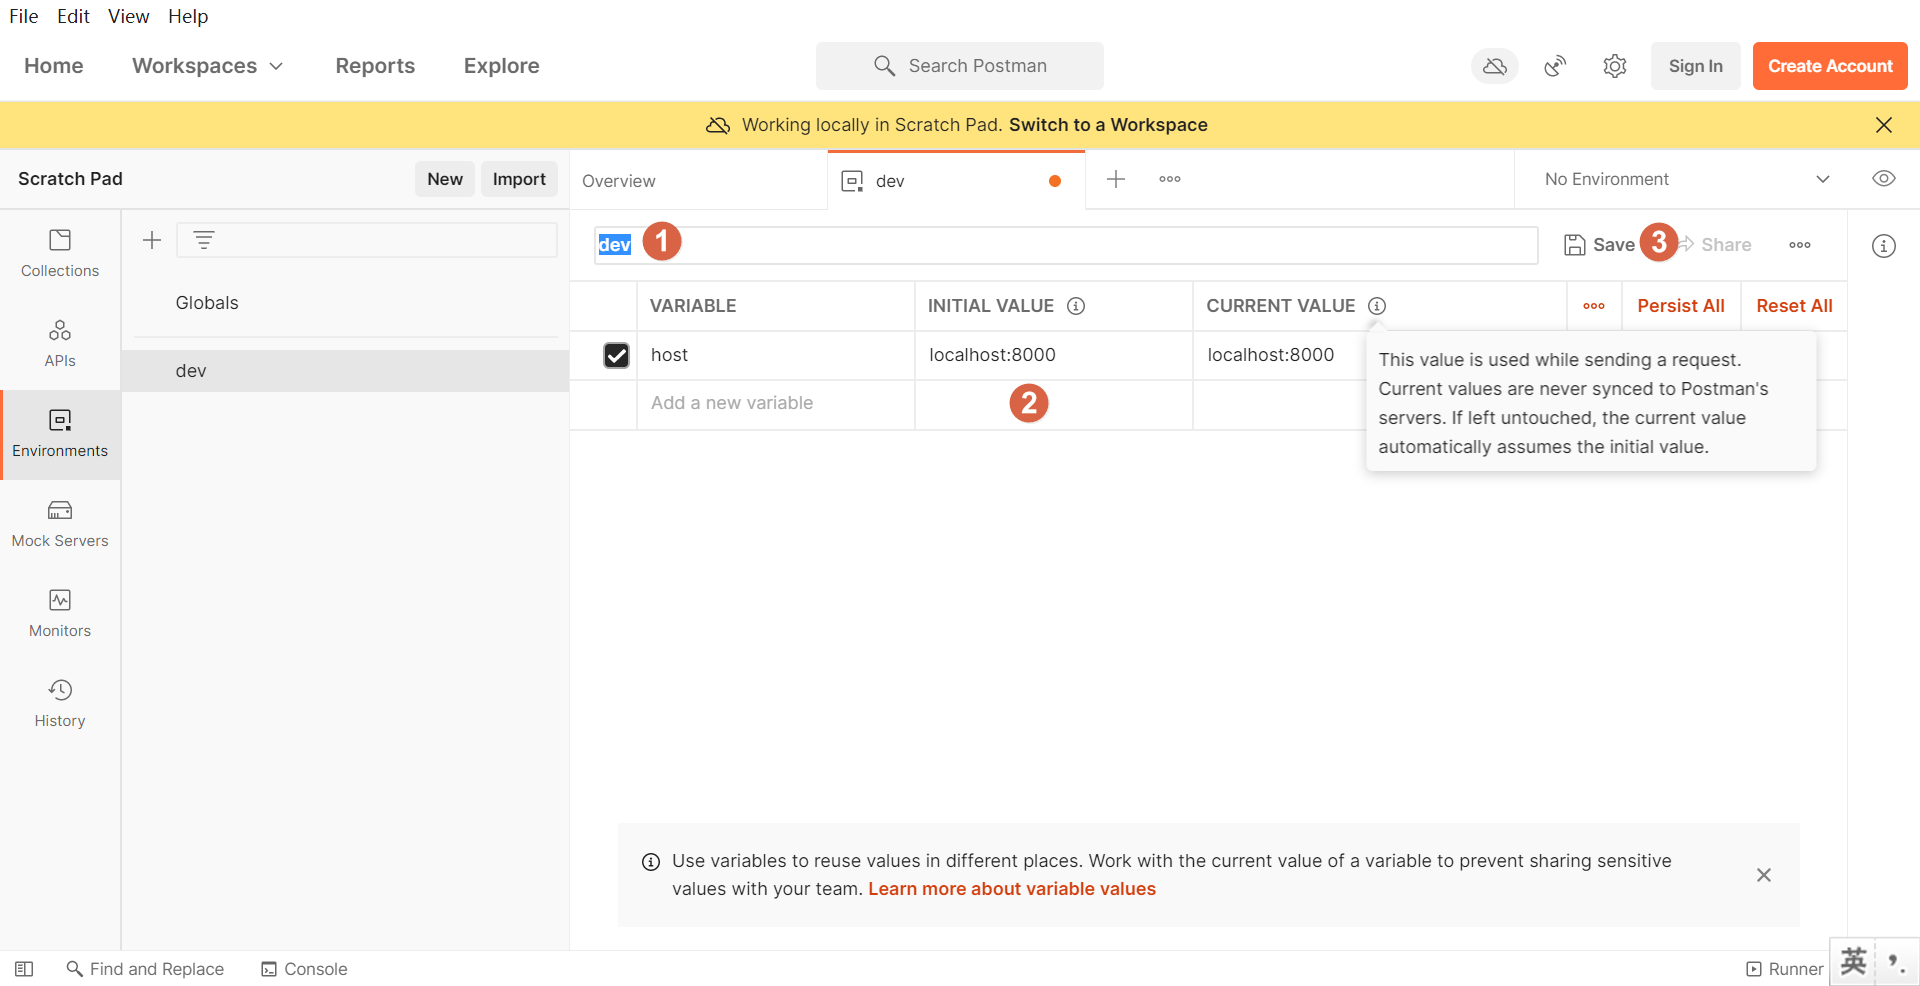 File Edit View Help
Home Workspaces Reports Explore Search Postman Sign In Create Account
Working locally in Scratch Pad. Switch to a Workspace
Scratch Pad New Import Overview dev No Environment
dev 1 Save 3 Share
Collections
Globals
VARIABLE INITIAL VALUE CURRENT VALUE Persist All Reset All
APIs
dev
host localhost:8000 localhost:8000
This value is used while sending a request.
Current values are never synced to Postman's
servers. If left untouched, the current value
automatically assumes the initial value.
Add a new variable 2
Environments
Mock Servers
Monitors
History
Use variables to reuse values in different places. Work with the current value of a variable to prevent sharing sensitive
values with your team. Learn more about variable values
Find and Replace Console Runner 英 ,.